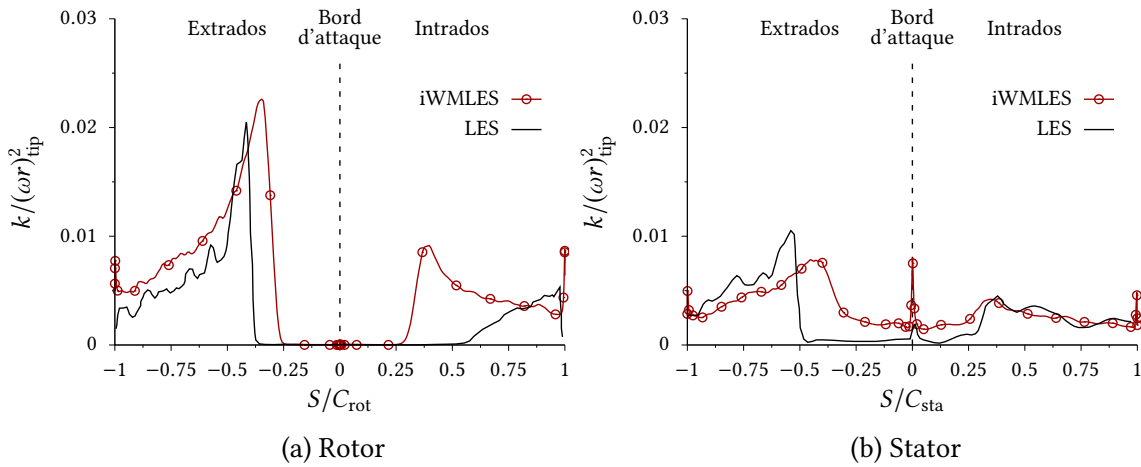 0.03
0.02
0.01
0
Extrados
Bord
d'attaque
Intrados
iWMLES
LES
k/(ωr)²tip
−1
−0.75
−0.5
−0.25
0
0.25
0.5
0.75
1
S/Crot
(a) Rotor
0.03
0.02
0.01
0
Extrados
Bord
d'attaque
Intrados
iWMLES
LES
k/(ωr)²tip
−1
−0.75
−0.5
−0.25
0
0.25
0.5
0.75
1
S/Csta
(b) Stator